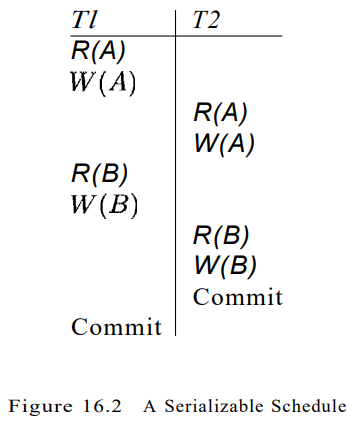 T1 T2
R(A)
W(A)
R(A)
W(A)
R(B)
W(B)
R(B)
W(B)
Commit
Commit
Figure 16.2 A Serializable Schedule